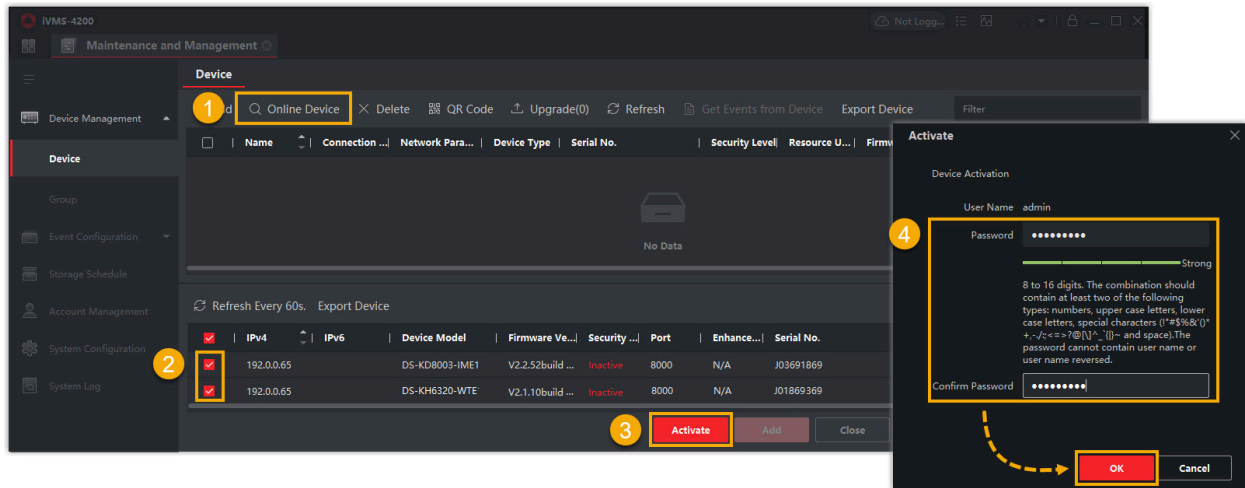 iVMS-4200
Not Logg...
Maintenance and Management
Device
1
Online Device
Delete
QR Code
Upgrade(0)
Refresh
Get Events from Device
Export Device
Filter
Device Management
Name | Connection ...| Network Para... | Device Type | Serial No. | Security Level| Resource U... |
Device
Group
No Data
Event Configuration
Storage Schedule
Refresh Every 60s. Export Device
Account Management
IPv4 | IPv6 | Device Model | Firmware Ve...| Security ...| Port | Enhance...| Serial No.
System Configuration
2
192.0.0.65 DS-KD8003-IME1 V2.2.52build ... Inactive 8000 N/A J03691869
System Log
192.0.0.65 DS-KH6320-WTE V2.1.10build ... Inactive 8000 N/A J01869369
3
Activate
Add
Close
Activate
Device Activation
User Name admin
4
Password
Strong
8 to 16 digits. The combination should
contain at least two of the following
types: numbers, upper case letters, lower
case letters, special characters (!"#$%&'()*
+,-./:;<=>?@[\]^_`{|}~ and space).The
password cannot contain user name or
user name reversed.
Confirm Password
OK
Cancel